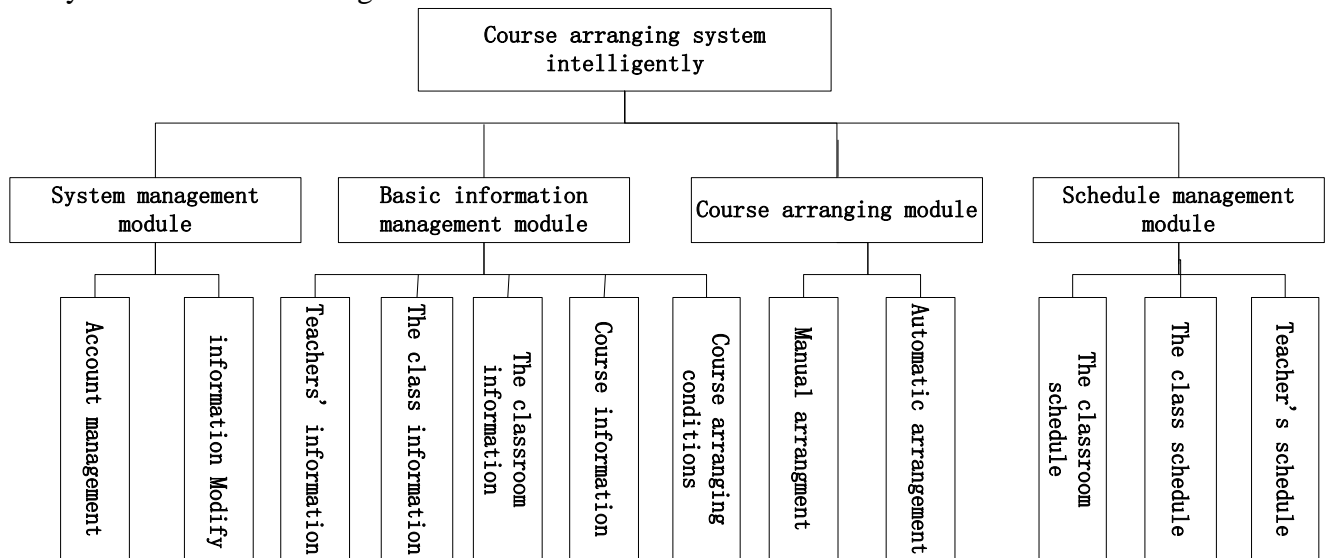 Course arranging system
intelligently
System management
module
Basic information
management module
Course arranging module
Schedule management
module
Account management
information Modify
Teachers' information
The class information
The classroom
information
Course information
Course arranging
conditions
Manual arrangment
Automatic arrangement
The classroom
schedule
The class schedule
Teacher's schedule